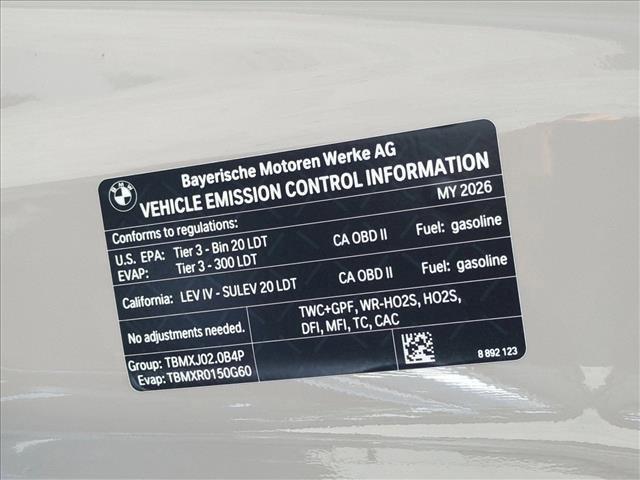 BMW
Bayerische Motoren Werke AG
VEHICLE EMISSION CONTROL INFORMATION
Conforms to regulations: MY 2026
U.S. EPA: Tier 3 - Bin 20 LDT CA OBD II Fuel: gasoline
EVAP: Tier 3 - 300 LDT
California: LEV IV - SULEV 20 LDT CA OBD II Fuel: gasoline
No adjustments needed.
TWC+GPF, WR-HO2S, HO2S,
DFI, MFI, TC, CAC
Group: TBMXJ02.0B4P
Evap: TBMXR0150G60
8 892 123